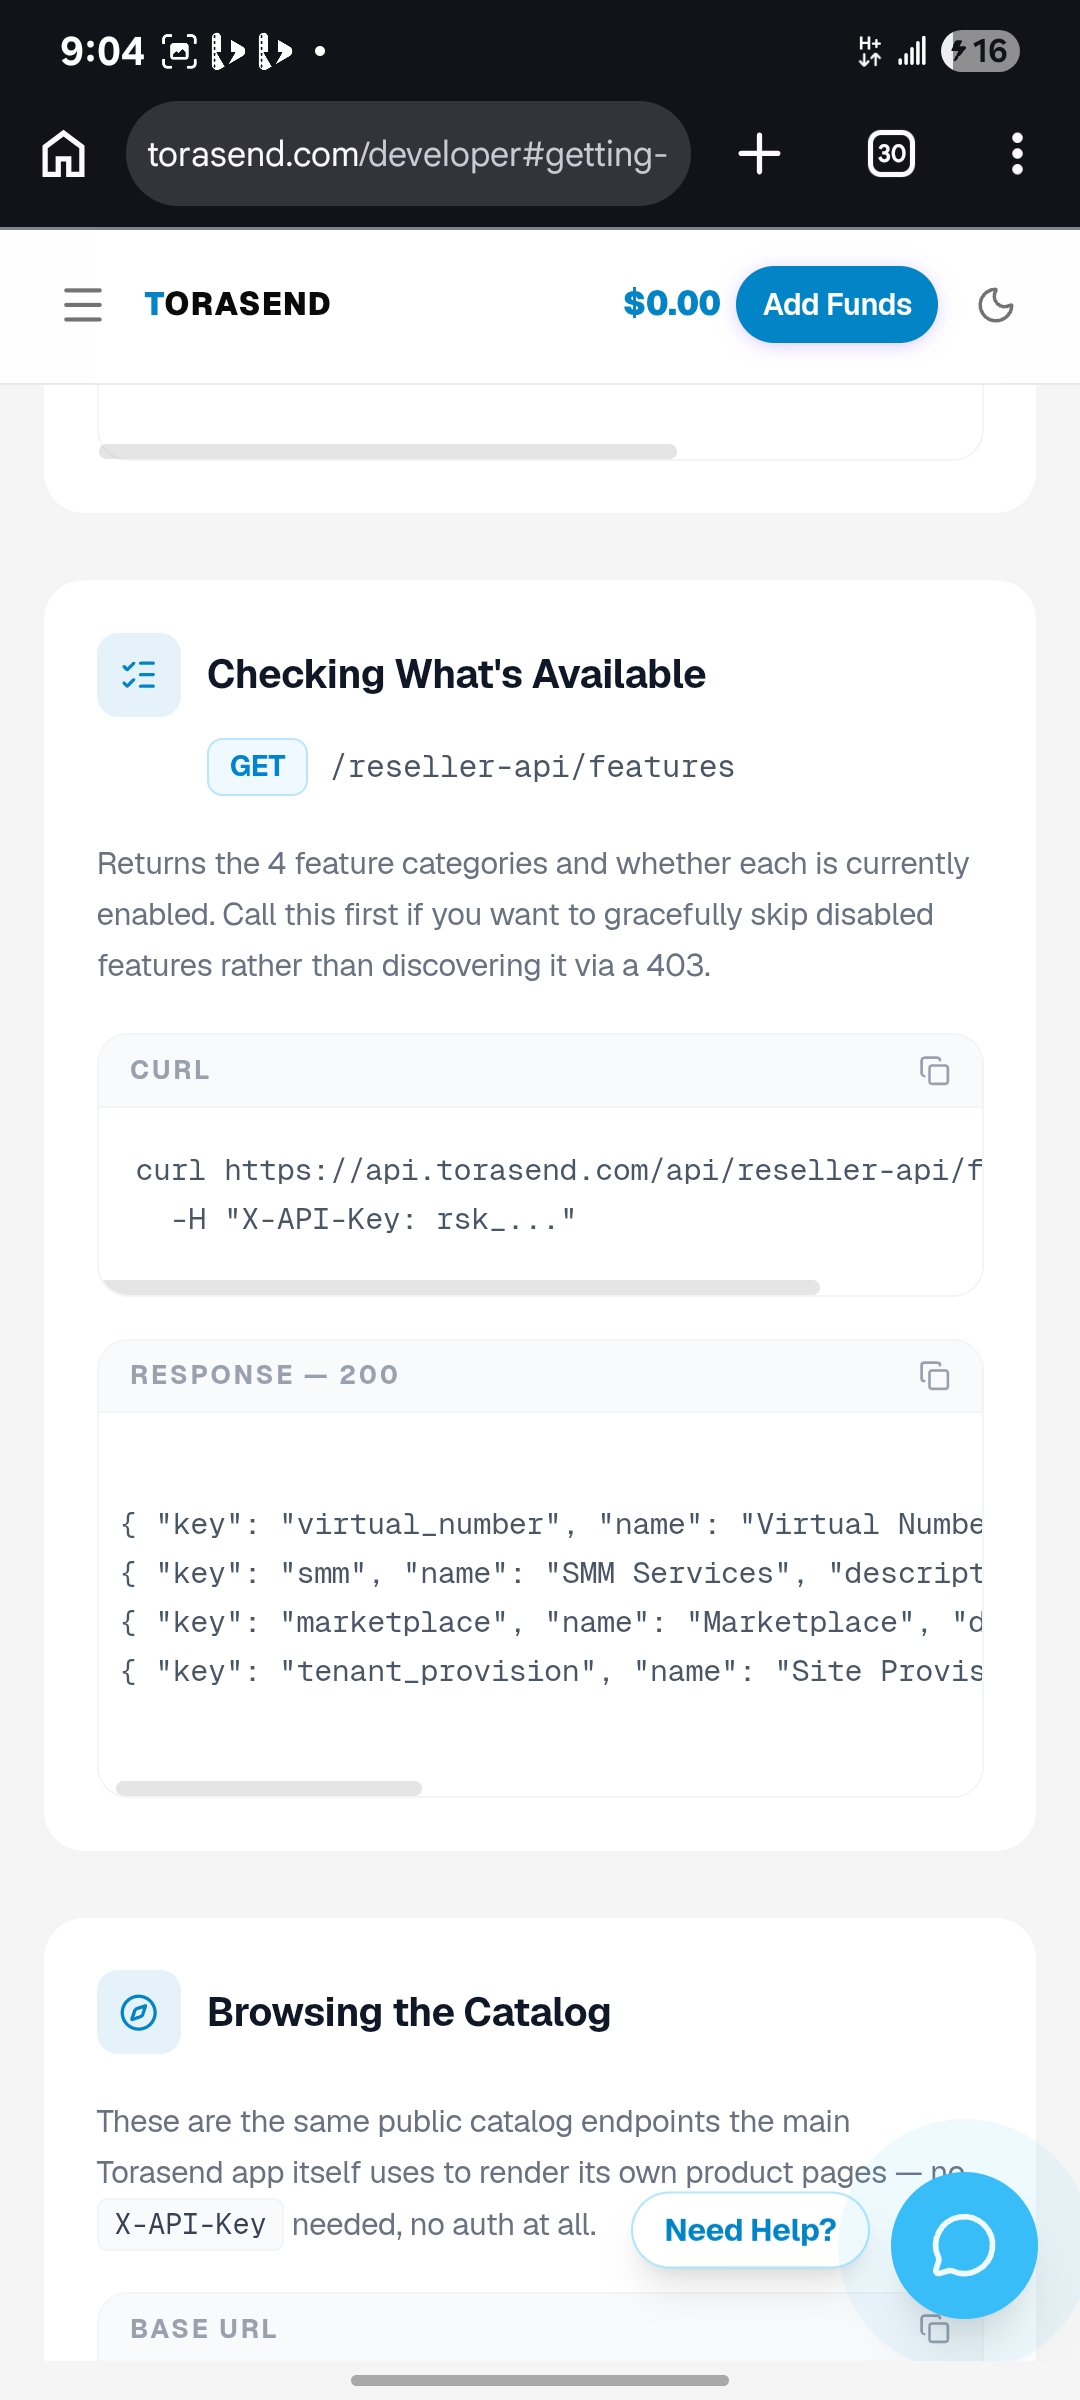 9:04
H+
16
torasend.com/developer#getting-
30
TORASEND
$0.00
Add Funds
Checking What's Available
GET /reseller-api/features
Returns the 4 feature categories and whether each is currently
enabled. Call this first if you want to gracefully skip disabled
features rather than discovering it via a 403.
CURL
curl https://api.torasend.com/api/reseller-api/f
-H "X-API-Key: rsk_..."
RESPONSE — 200
{ "key": "virtual_number", "name": "Virtual Numbe
{ "key": "smm", "name": "SMM Services", "descript
{ "key": "marketplace", "name": "Marketplace", "d
{ "key": "tenant_provision", "name": "Site Provis
Browsing the Catalog
These are the same public catalog endpoints the main
Torasend app itself uses to render its own product pages — no
X-API-Key needed, no auth at all.
Need Help?
BASE URL